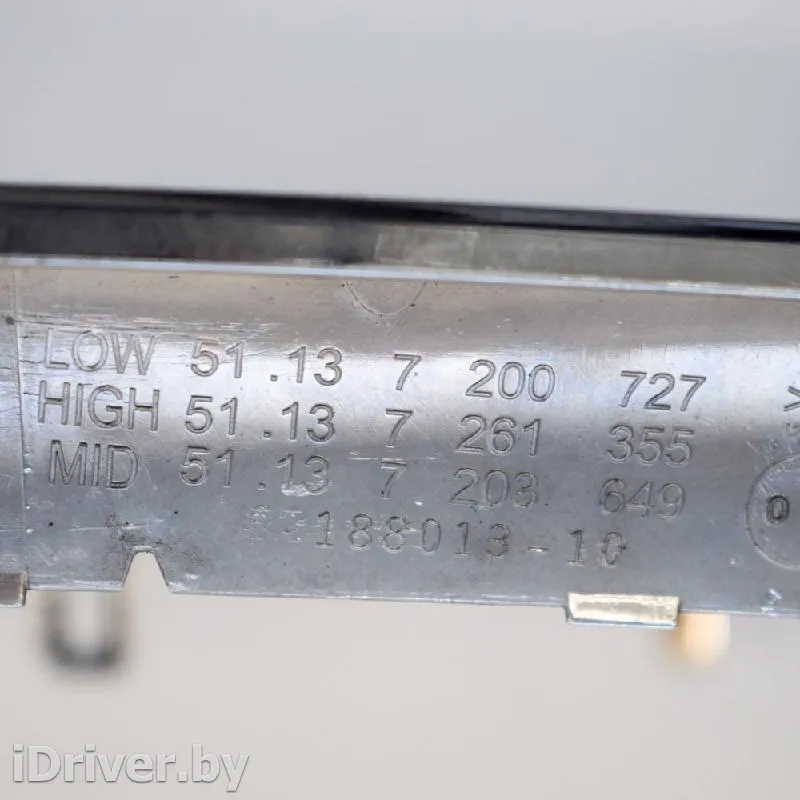 LOW 51.13 7 200 727
HIGH 51.13 7 261 355
MID 51.13 7 203 649
188013-10
iDriver.by